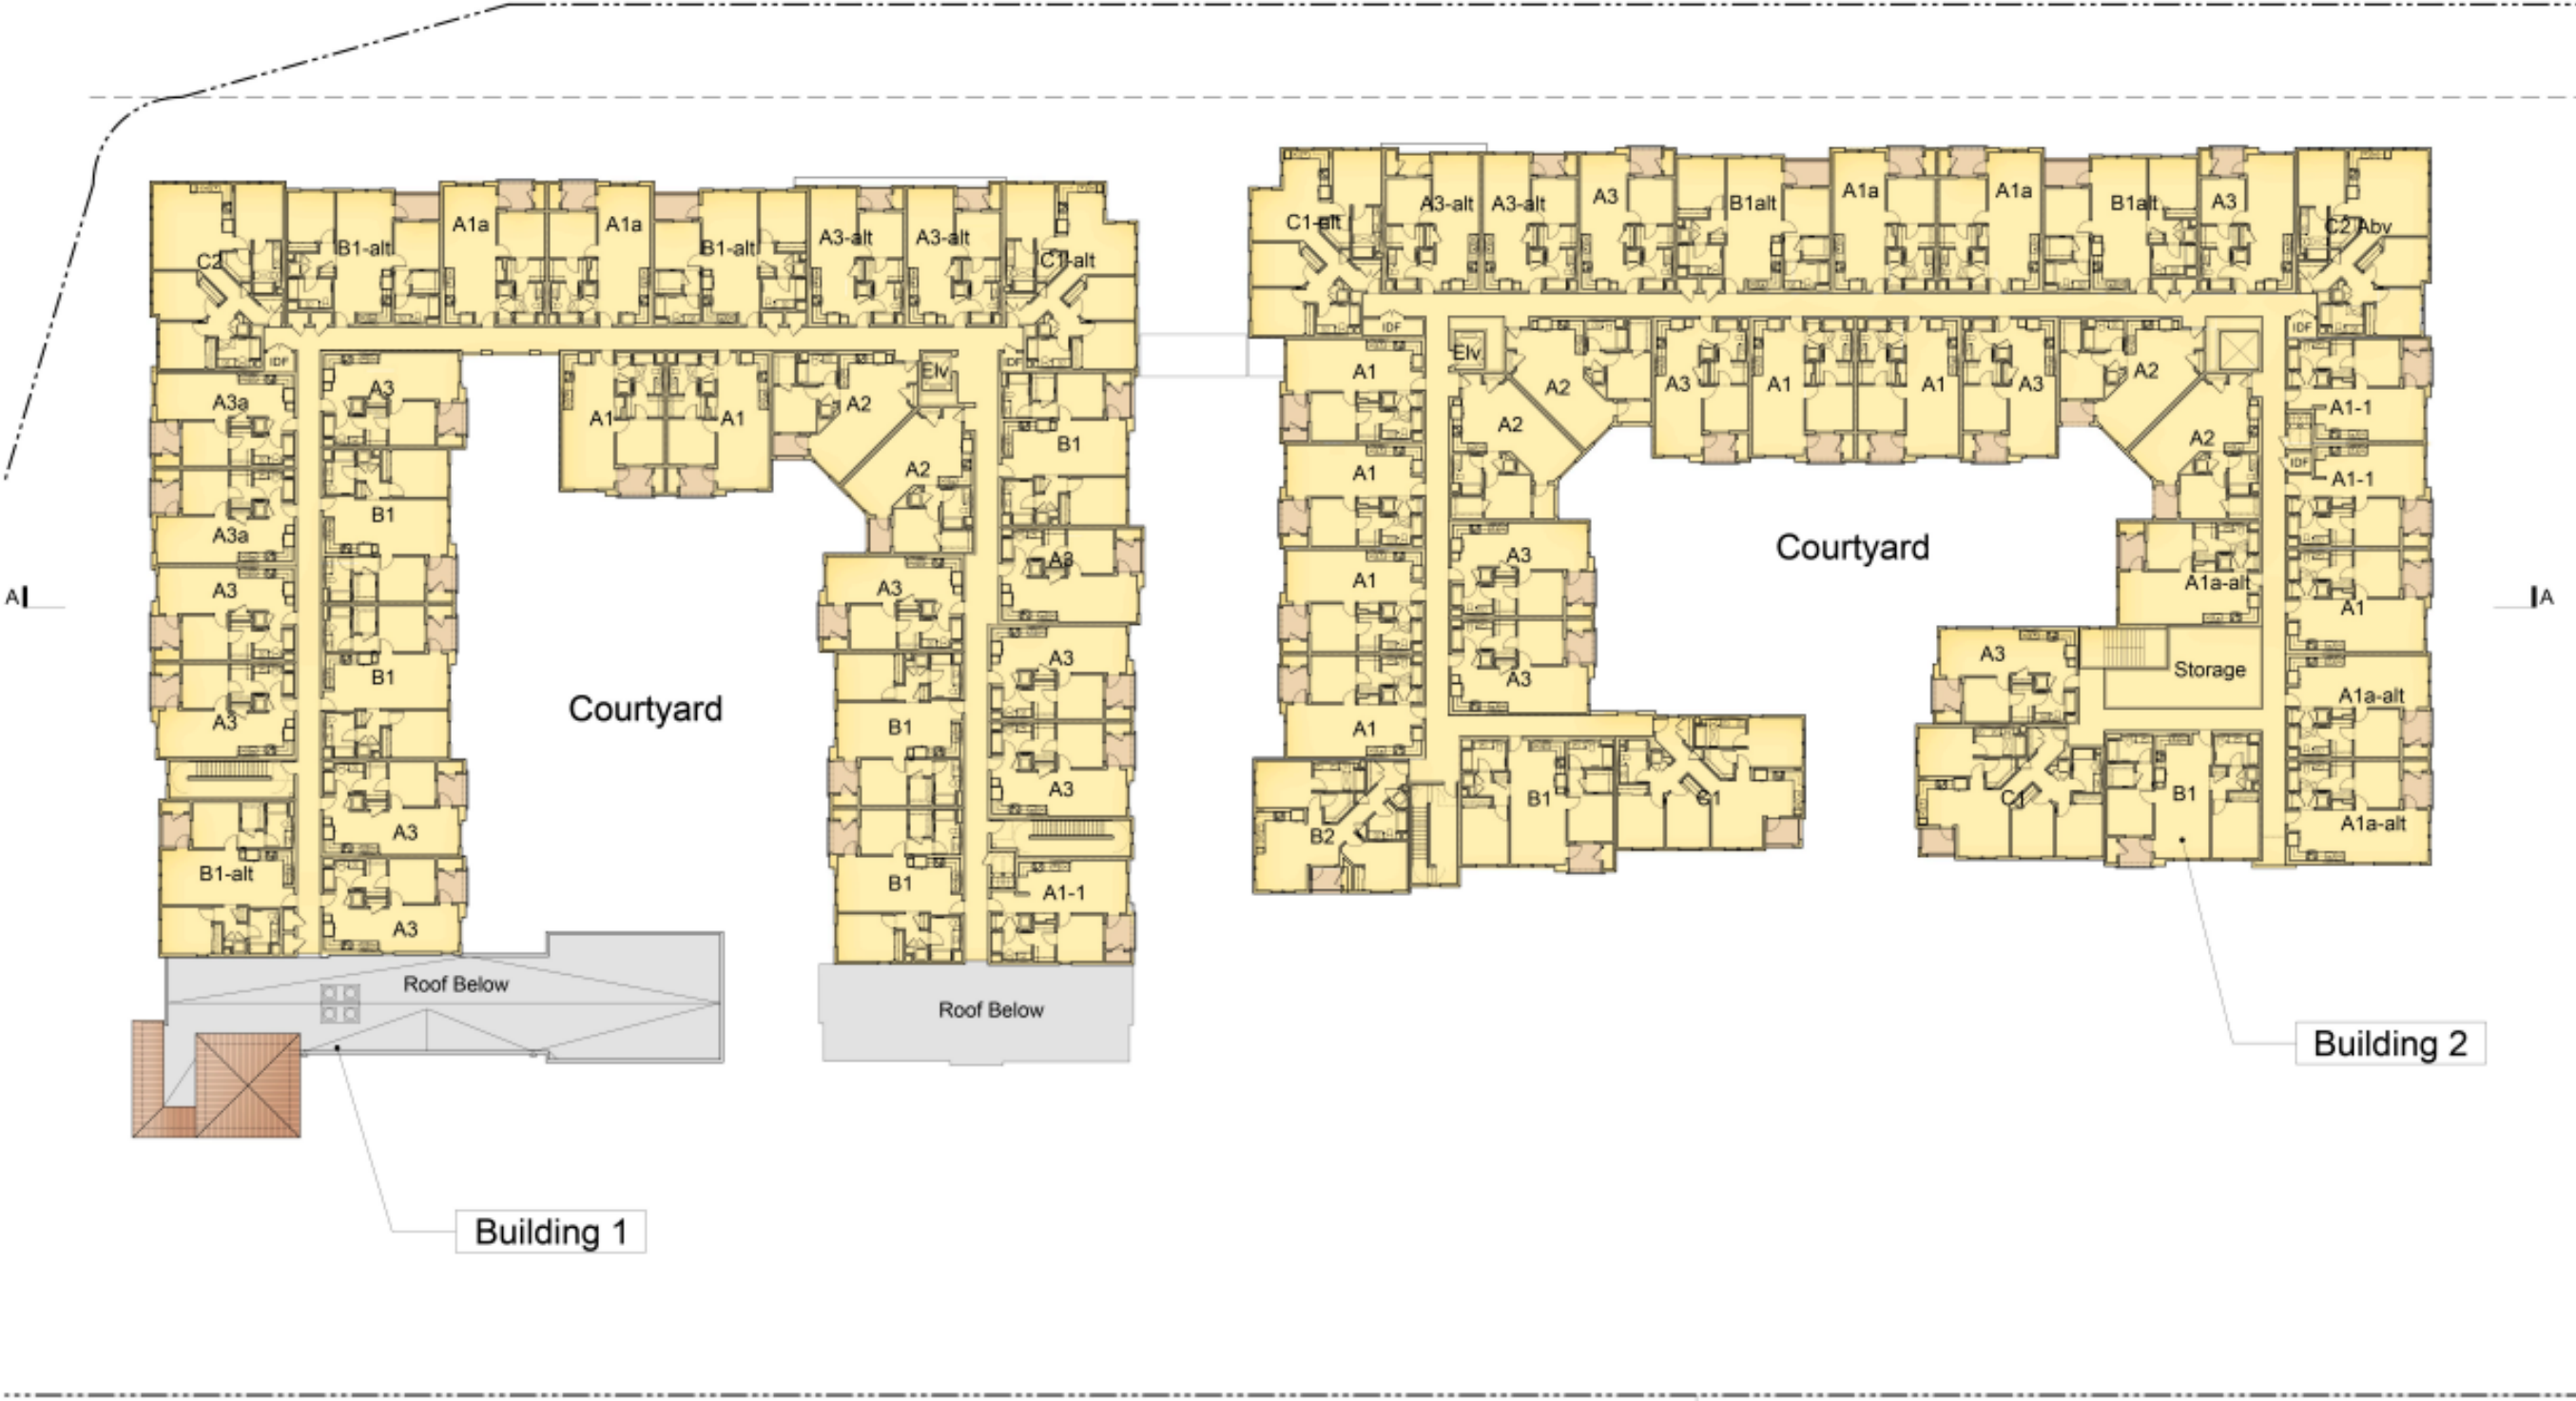 C2
B1-alt
A1a
A1a
B1-alt
A3-alt
A3-alt
C1-alt
IDF
A3a
A3a
A3
A3
B1-alt
A3
B1
B1
A3
A3
A1
A1
A2
Elv
A2
B1
A3
A3
A3
A3
B1
B1
A1-1
Courtyard
Roof Below
Roof Below
Building 1
C1-alt
A3-alt
A3-alt
A3
B1alt
A1a
A1a
B1alt
A3
C2 Abv
IDF
Elv
IDF
A1
A1
A1
A1
A2
A2
A3
A1
A1
A3
A2
A2
A1-1
IDF
A1-1
A3
A3
Courtyard
A1a-alt
A1
A3
Storage
A1a-alt
A1a-alt
B2
B1
C1
C1
B1
Building 2
A
A